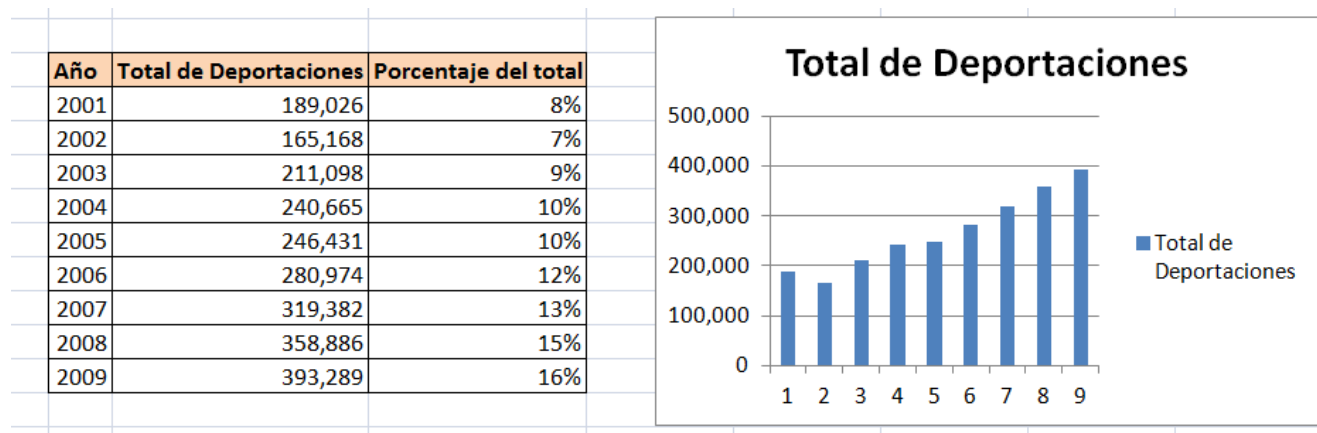 Año Total de Deportaciones Porcentaje del total
2001 189,026 8%
2002 165,168 7%
2003 211,098 9%
2004 240,665 10%
2005 246,431 10%
2006 280,974 12%
2007 319,382 13%
2008 358,886 15%
2009 393,289 16%
Total de Deportaciones
500,000
400,000
300,000
200,000
100,000
0
1 2 3 4 5 6 7 8 9
Total de
Deportaciones